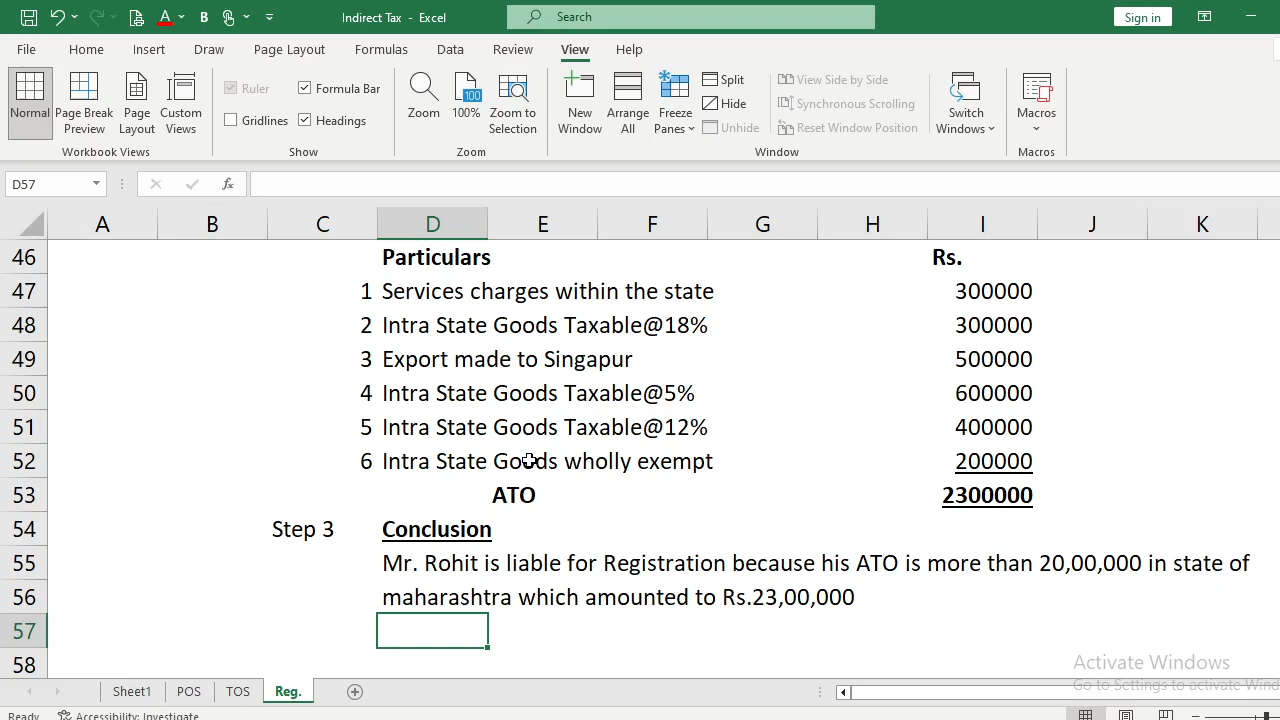 Indirect Tax - Excel
Search
Sign in
File Home Insert Draw Page Layout Formulas Data Review View Help
Normal
Page Break Preview
Page Layout
Custom Views
Workbook Views
Ruler
Formula Bar
Gridlines
Headings
Show
Zoom
100
100%
Zoom to Selection
Zoom
New Window
Arrange All
Freeze Panes
Split
Hide
Unhide
View Side by Side
Synchronous Scrolling
Reset Window Position
Window
Switch Windows
Macros
Macros
D57
fx
A B C D E F G H I J K
46 Particulars Rs.
47 1 Services charges within the state 300000
48 2 Intra State Goods Taxable@18% 300000
49 3 Export made to Singapur 500000
50 4 Intra State Goods Taxable@5% 600000
51 5 Intra State Goods Taxable@12% 400000
52 6 Intra State Goods wholly exempt 200000
53 ATO 2300000
54 Step 3 Conclusion
55 Mr. Rohit is liable for Registration because his ATO is more than 20,00,000 in state of
56 maharashtra which amounted to Rs.23,00,000
57
58
Activate Windows
Go to Settings to activate Wind
Sheet1 POS TOS Reg.
Ready Accessibility: Investigate